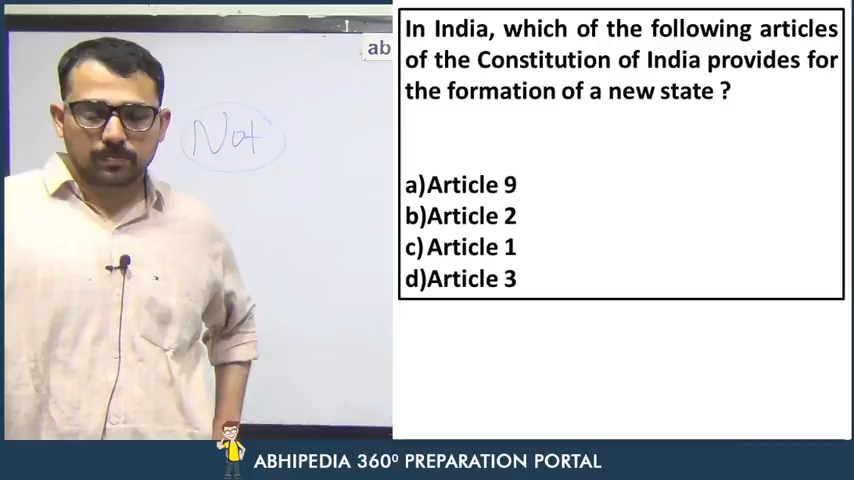 ab
Not
In India, which of the following articles
of the Constitution of India provides for
the formation of a new state ?
a)Article 9
b)Article 2
c)Article 1
d)Article 3
ABHIPEDIA 360⁰ PREPARATION PORTAL